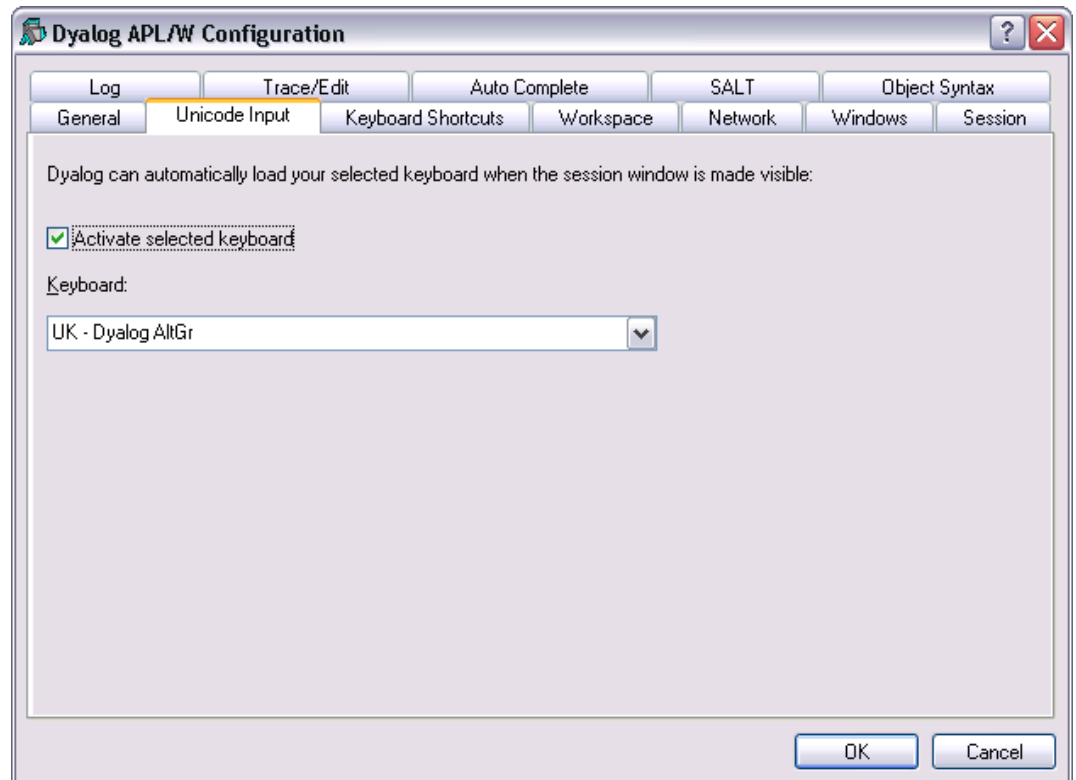 Dyalog APL/W Configuration
?
Log Trace/Edit Auto Complete SALT Object Syntax
General Unicode Input Keyboard Shortcuts Workspace Network Windows Session
Dyalog can automatically load your selected keyboard when the session window is made visible:
Activate selected keyboard
Keyboard:
UK - Dyalog AltGr
OK Cancel